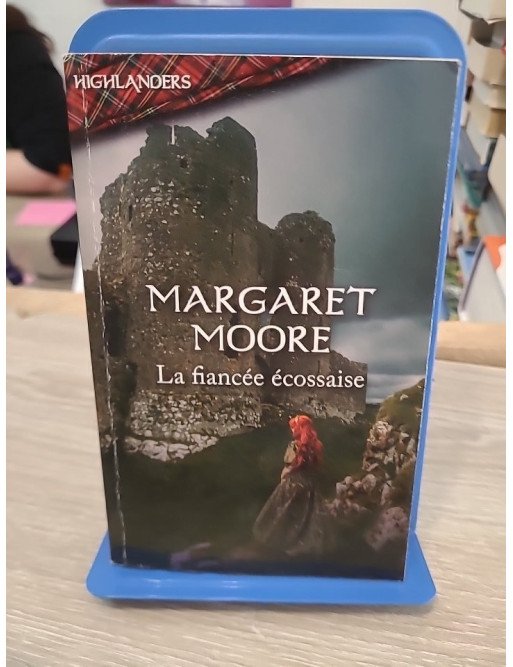 HIGHLANDERS
MARGARET
MOORE
La fiancée écossaise